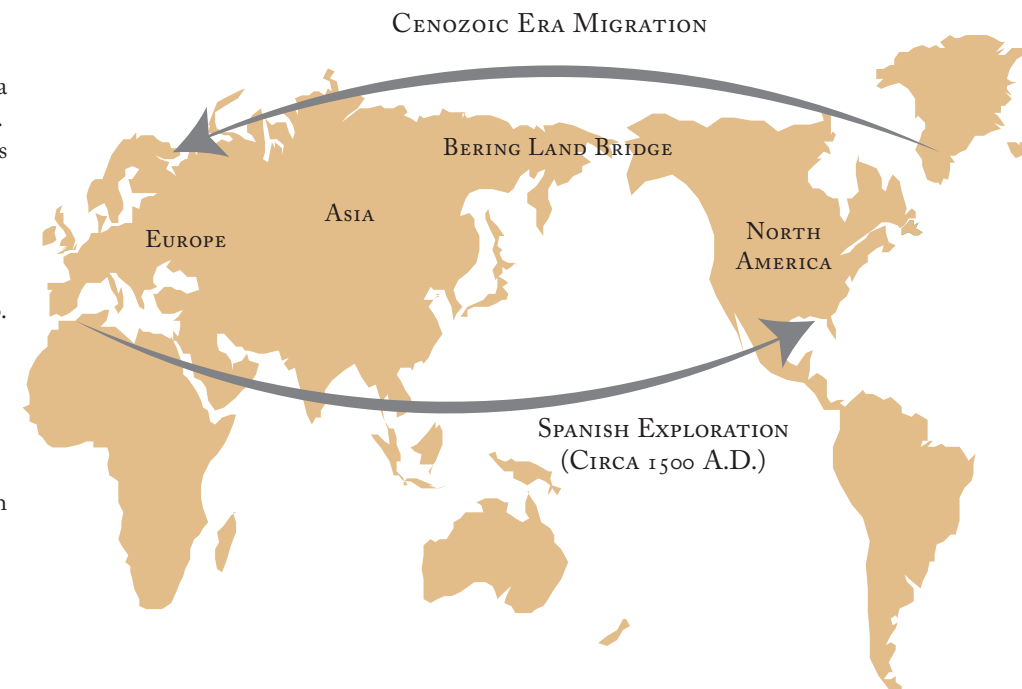 Cenozoic Era Migration
a
.
s
Bering Land Bridge
Asia
Europe
North
America
.
Spanish Exploration
(Circa 1500 A.D.)
n